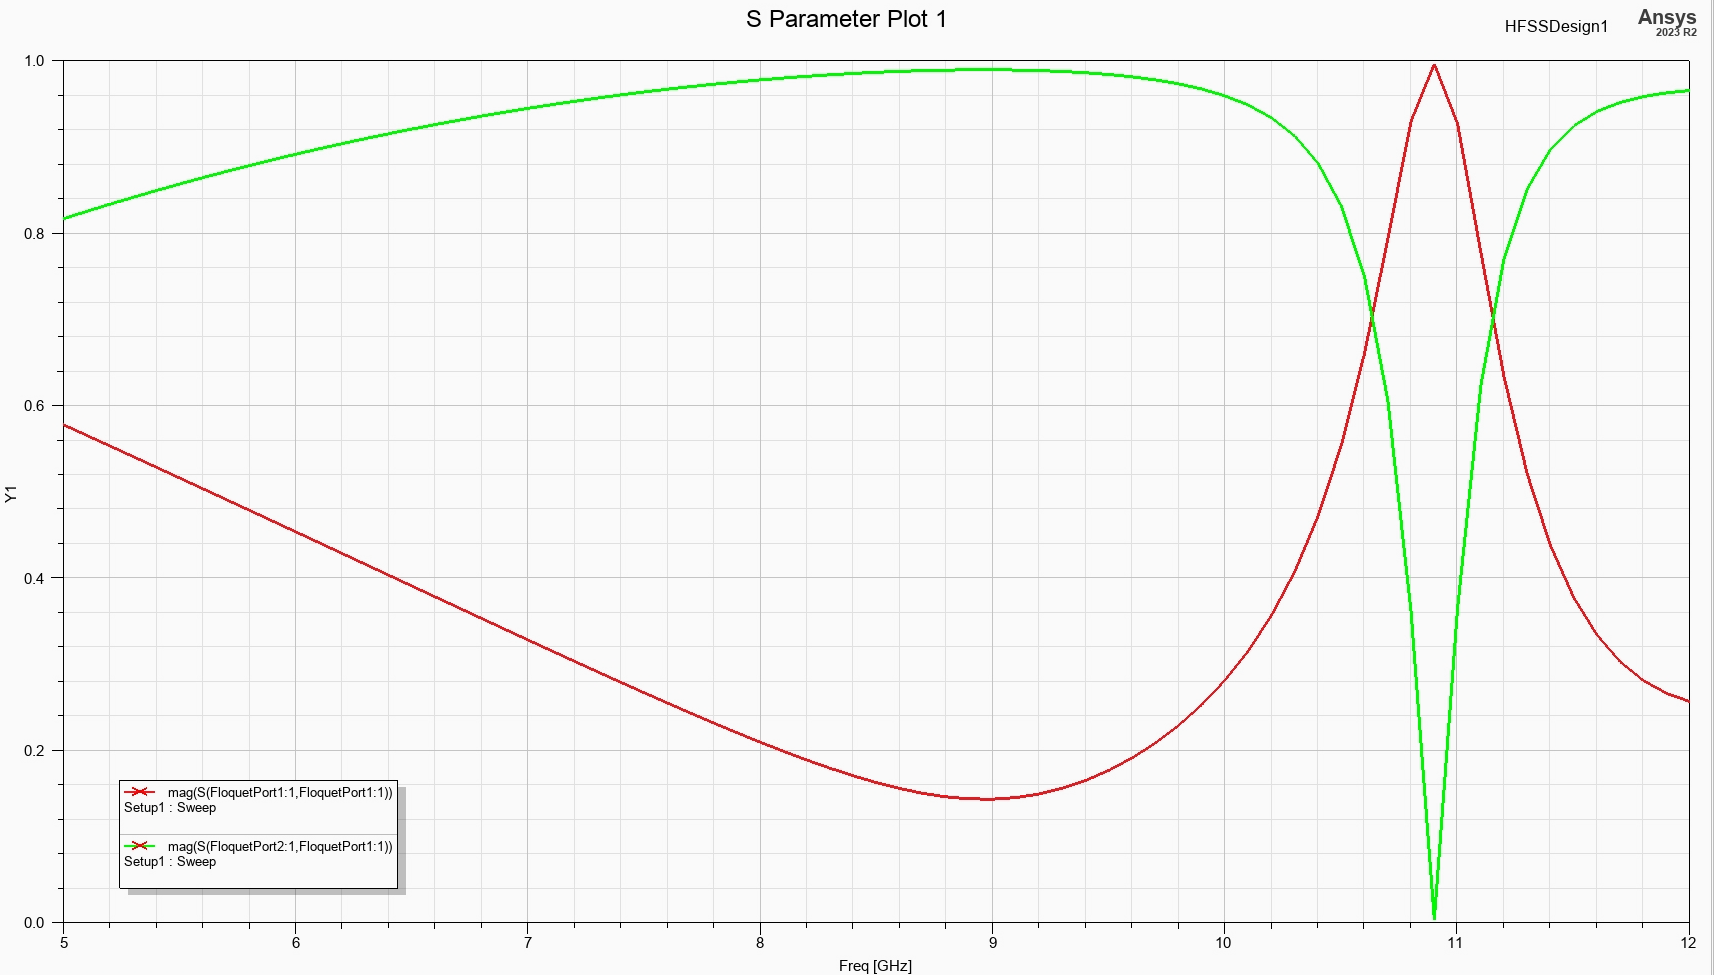 S Parameter Plot 1
HFSSDesign1
Ansys
2023 R2
1.0
0.8
0.6
0.4
0.2
0.0
Y1
mag(S(FloquetPort1:1,FloquetPort1:1))
Setup1 : Sweep
mag(S(FloquetPort2:1,FloquetPort1:1))
Setup1 : Sweep
5 6 7 8 9 10 11 12
Freq [GHz]